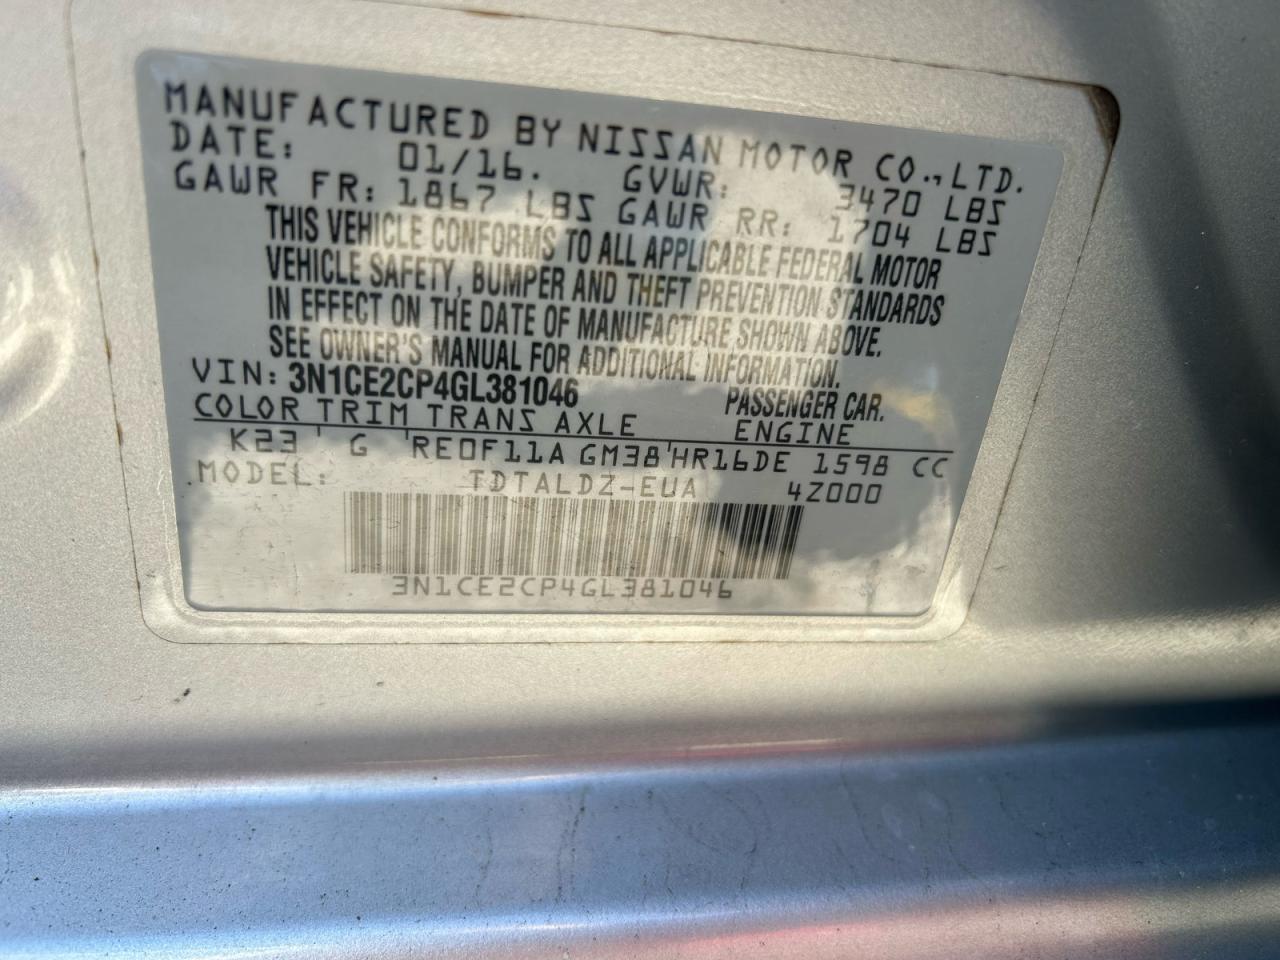 MANUFACTURED BY NISSAN MOTOR CO.,LTD.
DATE: 01/16. GVWR: 3470 LBS
GAWR FR: 1867 LBS GAWR RR: 1704 LBS
THIS VEHICLE CONFORMS TO ALL APPLICABLE FEDERAL MOTOR
VEHICLE SAFETY, BUMPER AND THEFT PREVENTION STANDARDS
IN EFFECT ON THE DATE OF MANUFACTURE SHOWN ABOVE.
SEE OWNER'S MANUAL FOR ADDITIONAL INFORMATION.
VIN: 3N1CE2CP4GL381046 PASSENGER CAR.
COLOR TRIM TRANS AXLE ENGINE
K23 G RE0F11A GM38 HR16DE 1598 CC
MODEL: TDTALDZ-EUA 4Z000
3N1CE2CP4GL381046